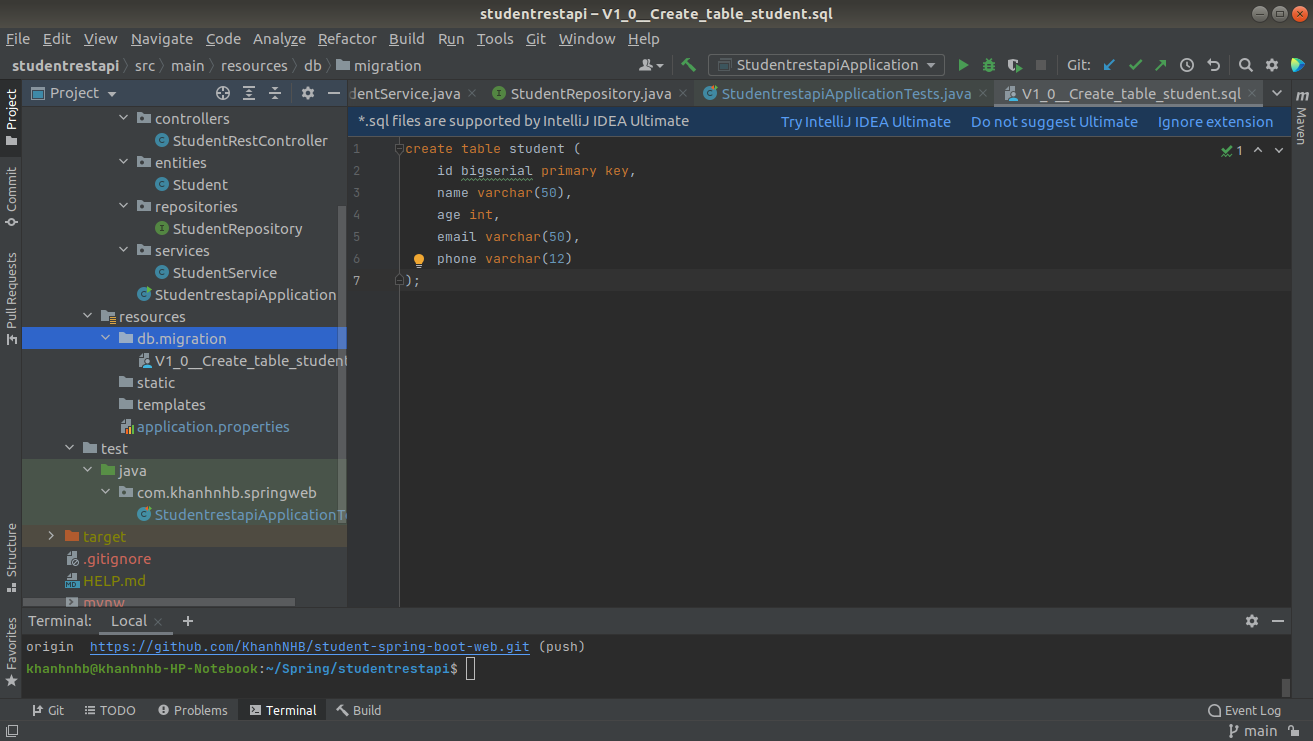 studentrestapi – V1_0__Create_table_student.sql
File Edit View Navigate Code Analyze Refactor Build Run Tools Git Window Help
studentrestapi src main resources db migration StudentrestapiApplication Git:
Project dentService.java StudentRepository.java StudentrestapiApplicationTests.java V1_0__Create_table_student.sql
*.sql files are supported by IntelliJ IDEA Ultimate Try IntelliJ IDEA Ultimate Do not suggest Ultimate Ignore extension
Project
Commit
Pull Requests
Structure
Favorites
controllers
StudentRestController
entities
Student
repositories
StudentRepository
services
StudentService
StudentrestapiApplication
resources
db.migration
V1_0__Create_table_student
static
templates
application.properties
test
java
com.khanhnhb.springweb
StudentrestapiApplicationT
target
.gitignore
HELP.md
mvnw
1 create table student (
2 id bigserial primary key,
3 name varchar(50),
4 age int,
5 email varchar(50),
6 phone varchar(12)
7 );
1
m
Maven
Terminal: Local
origin https://github.com/KhanhNHB/student-spring-boot-web.git (push)
khanhnhb@khanhnhb-HP-Notebook:~/Spring/studentrestapi$
Git TODO Problems Terminal Build Event Log
main